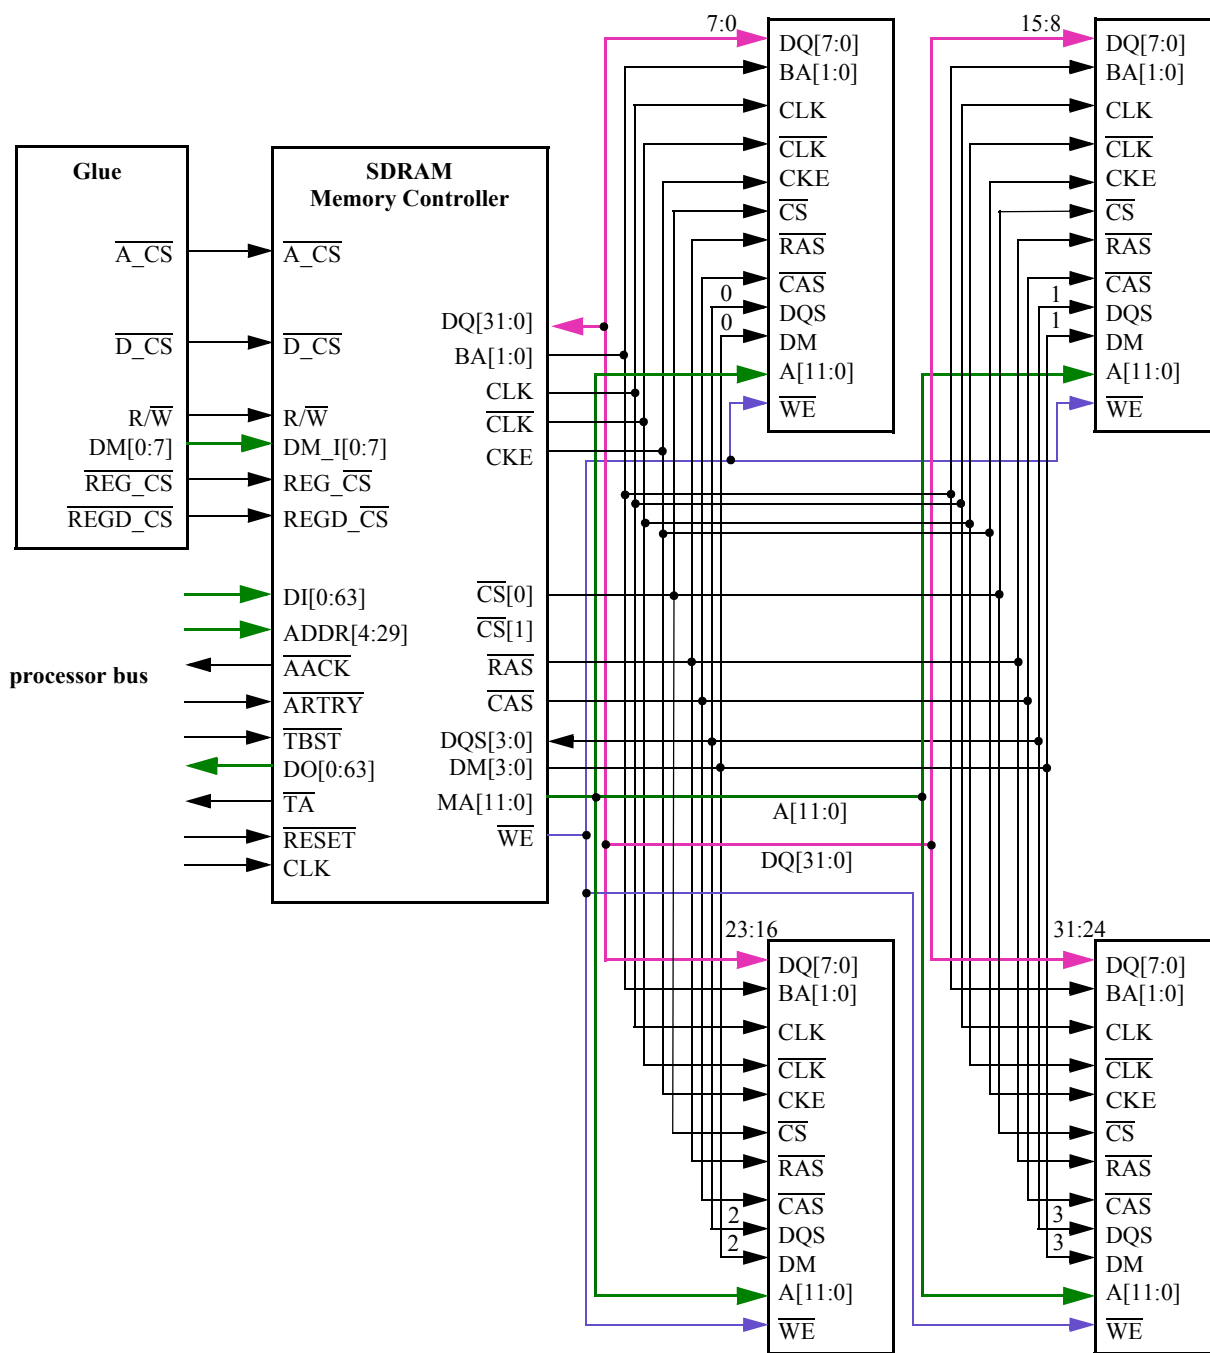 7:0
15:8
DQ[7:0]
BA[1:0]
CLK
CLK
CKE
CS
RAS
CAS
0
DQS
0
DM
A[11:0]
WE
DQ[7:0]
BA[1:0]
CLK
CLK
CKE
CS
RAS
CAS
1
DQS
1
DM
A[11:0]
WE
Glue
A_CS
D_CS
R/W
DM[0:7]
REG_CS
REGD_CS
SDRAM
Memory Controller
A_CS
D_CS
R/W
DM_I[0:7]
REG_CS
REGD_CS
DI[0:63]
ADDR[4:29]
AACK
ARTRY
TBST
DO[0:63]
TA
RESET
CLK
DQ[31:0]
BA[1:0]
CLK
CLK
CKE
CS[0]
CS[1]
RAS
CAS
DQS[3:0]
DM[3:0]
MA[11:0]
WE
processor bus
A[11:0]
DQ[31:0]
23:16
31:24
DQ[7:0]
BA[1:0]
CLK
CLK
CKE
CS
RAS
CAS
2
DQS
2
DM
A[11:0]
WE
DQ[7:0]
BA[1:0]
CLK
CLK
CKE
CS
RAS
CAS
3
DQS
3
DM
A[11:0]
WE